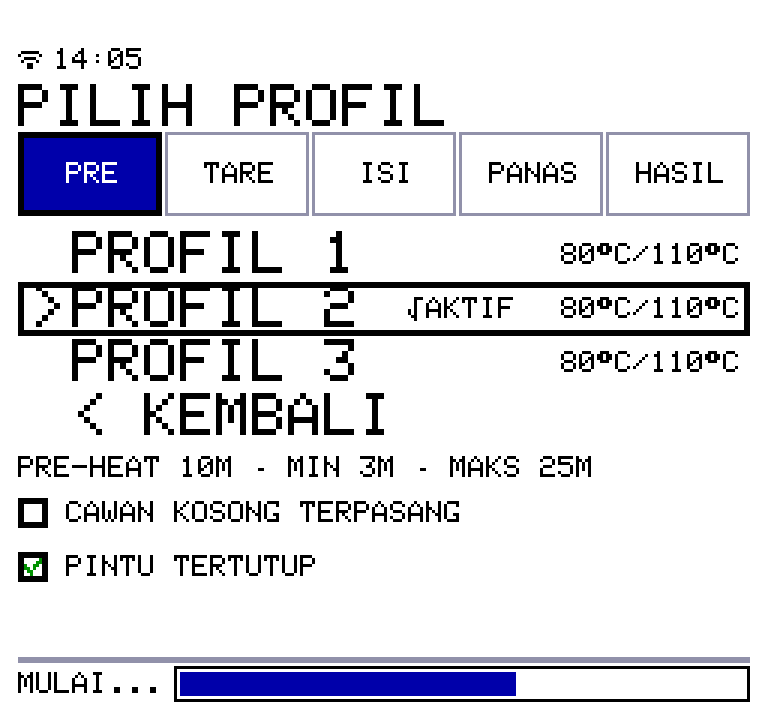 14:05
PILIH PROFIL
PRE TARE ISI PANAS HASIL
PROFIL 1 80°C/110°C
>PROFIL 2 √AKTIF 80°C/110°C
PROFIL 3 80°C/110°C
< KEMBALI
PRE-HEAT 10M - MIN 3M - MAKS 25M
CAWAN KOSONG TERPASANG
PINTU TERTUTUP
MULAI...